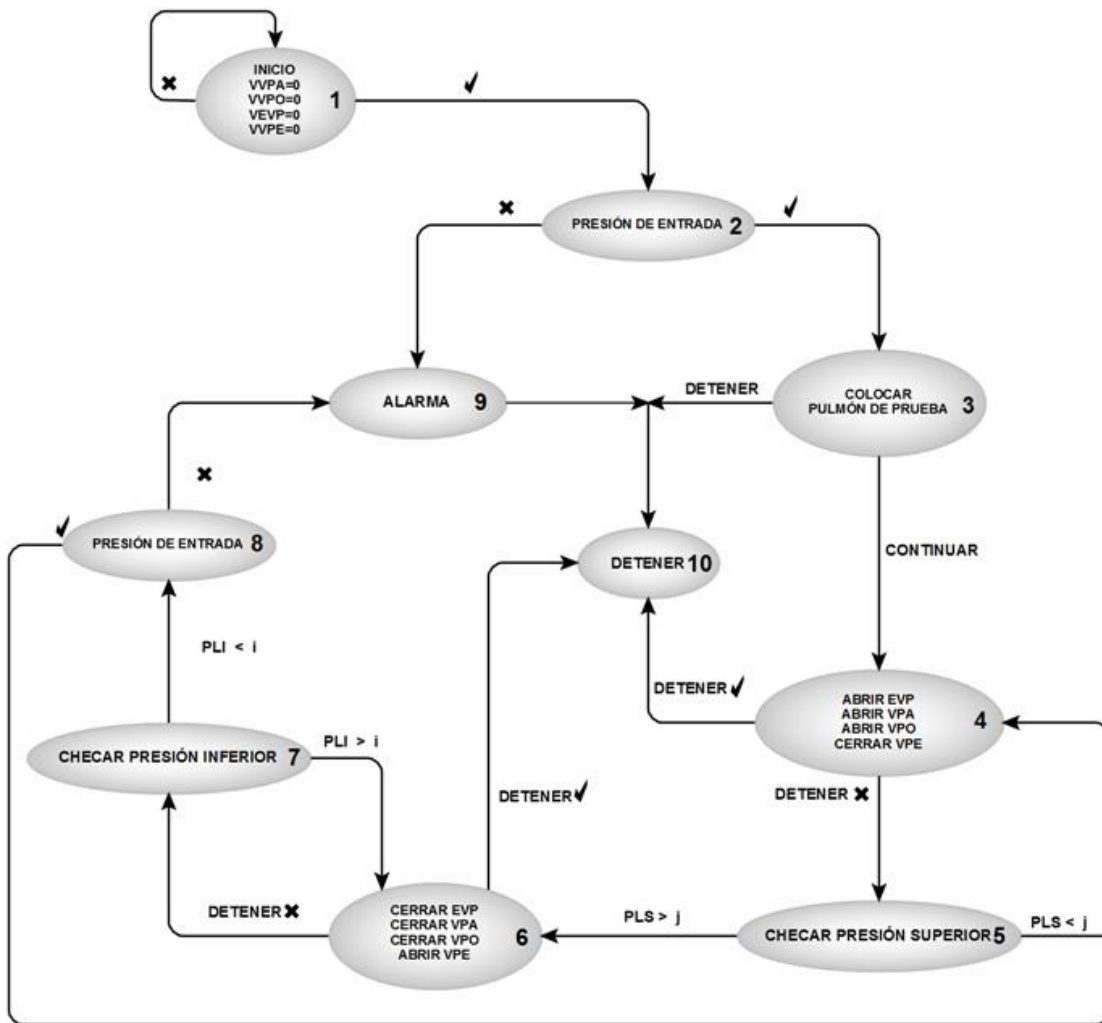 INICIO
VVPA=0
VVPO=0
VEVP=0
VVPE=0
1
PRESIÓN DE ENTRADA 2
ALARMA 9
DETENER
COLOCAR
PULMÓN DE PRUEBA
3
PRESIÓN DE ENTRADA 8
DETENER 10
CONTINUAR
PLI < i
DETENER
ABRIR EVP
ABRIR VPA
ABRIR VPO
CERRAR VPE
4
CHECAR PRESIÓN INFERIOR 7
PLI > i
DETENER
DETENER
DETENER
CERRAR EVP
CERRAR VPA
CERRAR VPO
ABRIR VPE
6
PLS > j
CHECAR PRESIÓN SUPERIOR 5
PLS < j